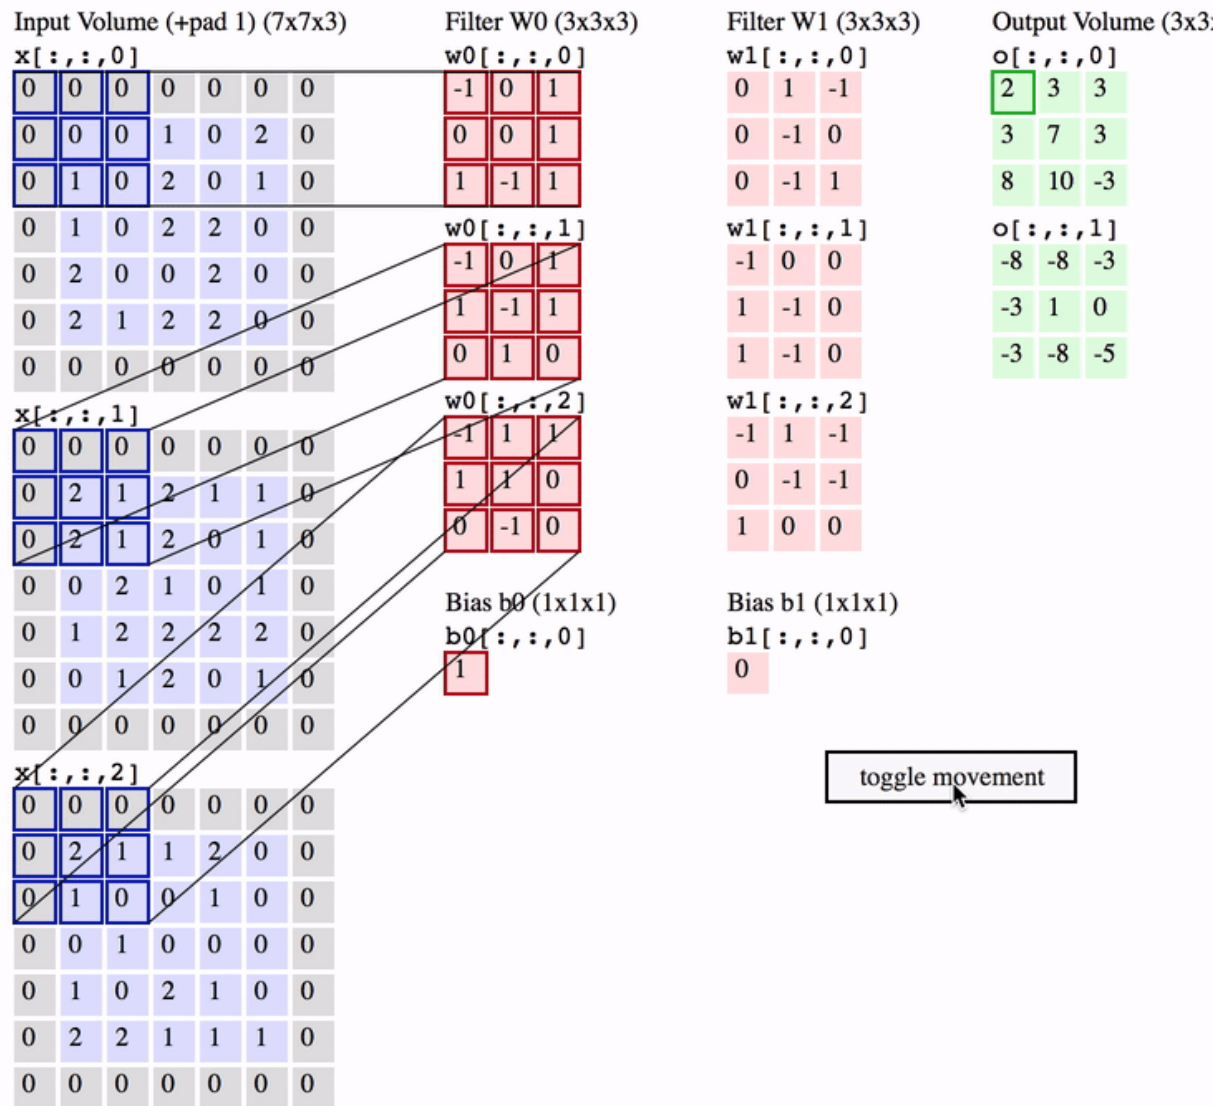 Input Volume (+pad 1) (7x7x3)
x[:,:,0]
0 0 0 0 0 0 0
0 0 0 1 0 2 0
0 1 0 2 0 1 0
0 1 0 2 2 0 0
0 2 0 0 2 0 0
0 2 1 2 2 0 0
0 0 0 0 0 0 0
x[:,:,1]
0 0 0 0 0 0 0
0 2 1 2 1 1 0
0 2 1 2 0 1 0
0 0 2 1 0 1 0
0 1 2 2 2 2 0
0 0 1 2 0 1 0
0 0 0 0 0 0 0
x[:,:,2]
0 0 0 0 0 0 0
0 2 1 1 2 0 0
0 1 0 0 1 0 0
0 0 1 0 0 0 0
0 1 0 2 1 0 0
0 2 2 1 1 1 0
0 0 0 0 0 0 0
Filter W0 (3x3x3)
w0[:,:,0]
-1 0 1
0 0 1
1 -1 1
w0[:,:,1]
-1 0 1
1 -1 1
0 1 0
w0[:,:,2]
-1 1 1
1 1 0
0 -1 0
Bias b0 (1x1x1)
b0[:,:,0]
1
Filter W1 (3x3x3)
w1[:,:,0]
0 1 -1
0 -1 0
0 -1 1
w1[:,:,1]
-1 0 0
1 -1 0
1 -1 0
w1[:,:,2]
-1 1 -1
0 -1 -1
1 0 0
Bias b1 (1x1x1)
b1[:,:,0]
0
Output Volume (3x3
o[:,:,0]
2 3 3
3 7 3
8 10 -3
o[:,:,1]
-8 -8 -3
-3 1 0
-3 -8 -5
toggle movement